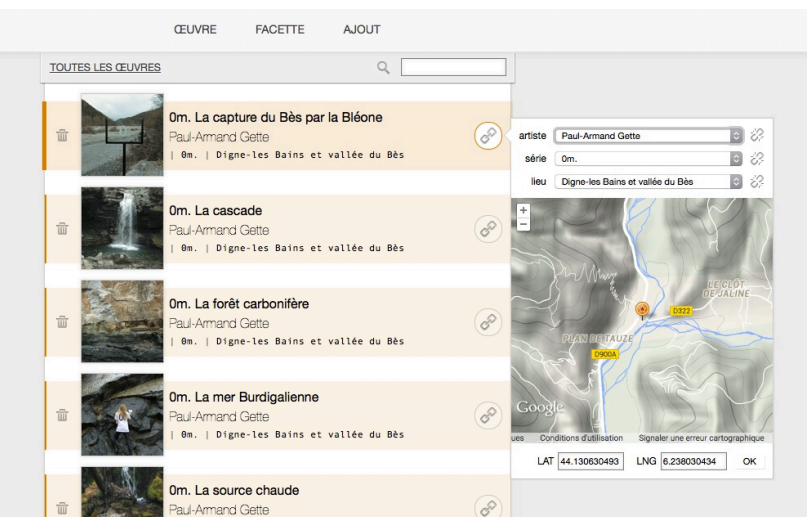 ŒUVRE FACETTE AJOUT
TOUTES LES ŒUVRES
0m. La capture du Bès par la Bléone
Paul-Armand Gette
| 0m. | Digne-les Bains et vallée du Bès
0m. La cascade
Paul-Armand Gette
| 0m. | Digne-les Bains et vallée du Bès
0m. La forêt carbonifère
Paul-Armand Gette
| 0m. | Digne-les Bains et vallée du Bès
0m. La mer Burdigalienne
Paul-Armand Gette
| 0m. | Digne-les Bains et vallée du Bès
0m. La source chaude
Paul-Armand Gette
artiste Paul-Armand Gette
série 0m.
lieu Digne-les Bains et vallée du Bès
+
−
LE CLÔT
DE JALINE
D322
PLAN DE TAUZE
D900A
Google
ues Conditions d'utilisation Signaler une erreur cartographique
LAT 44.130630493 LNG 6.238030434 OK